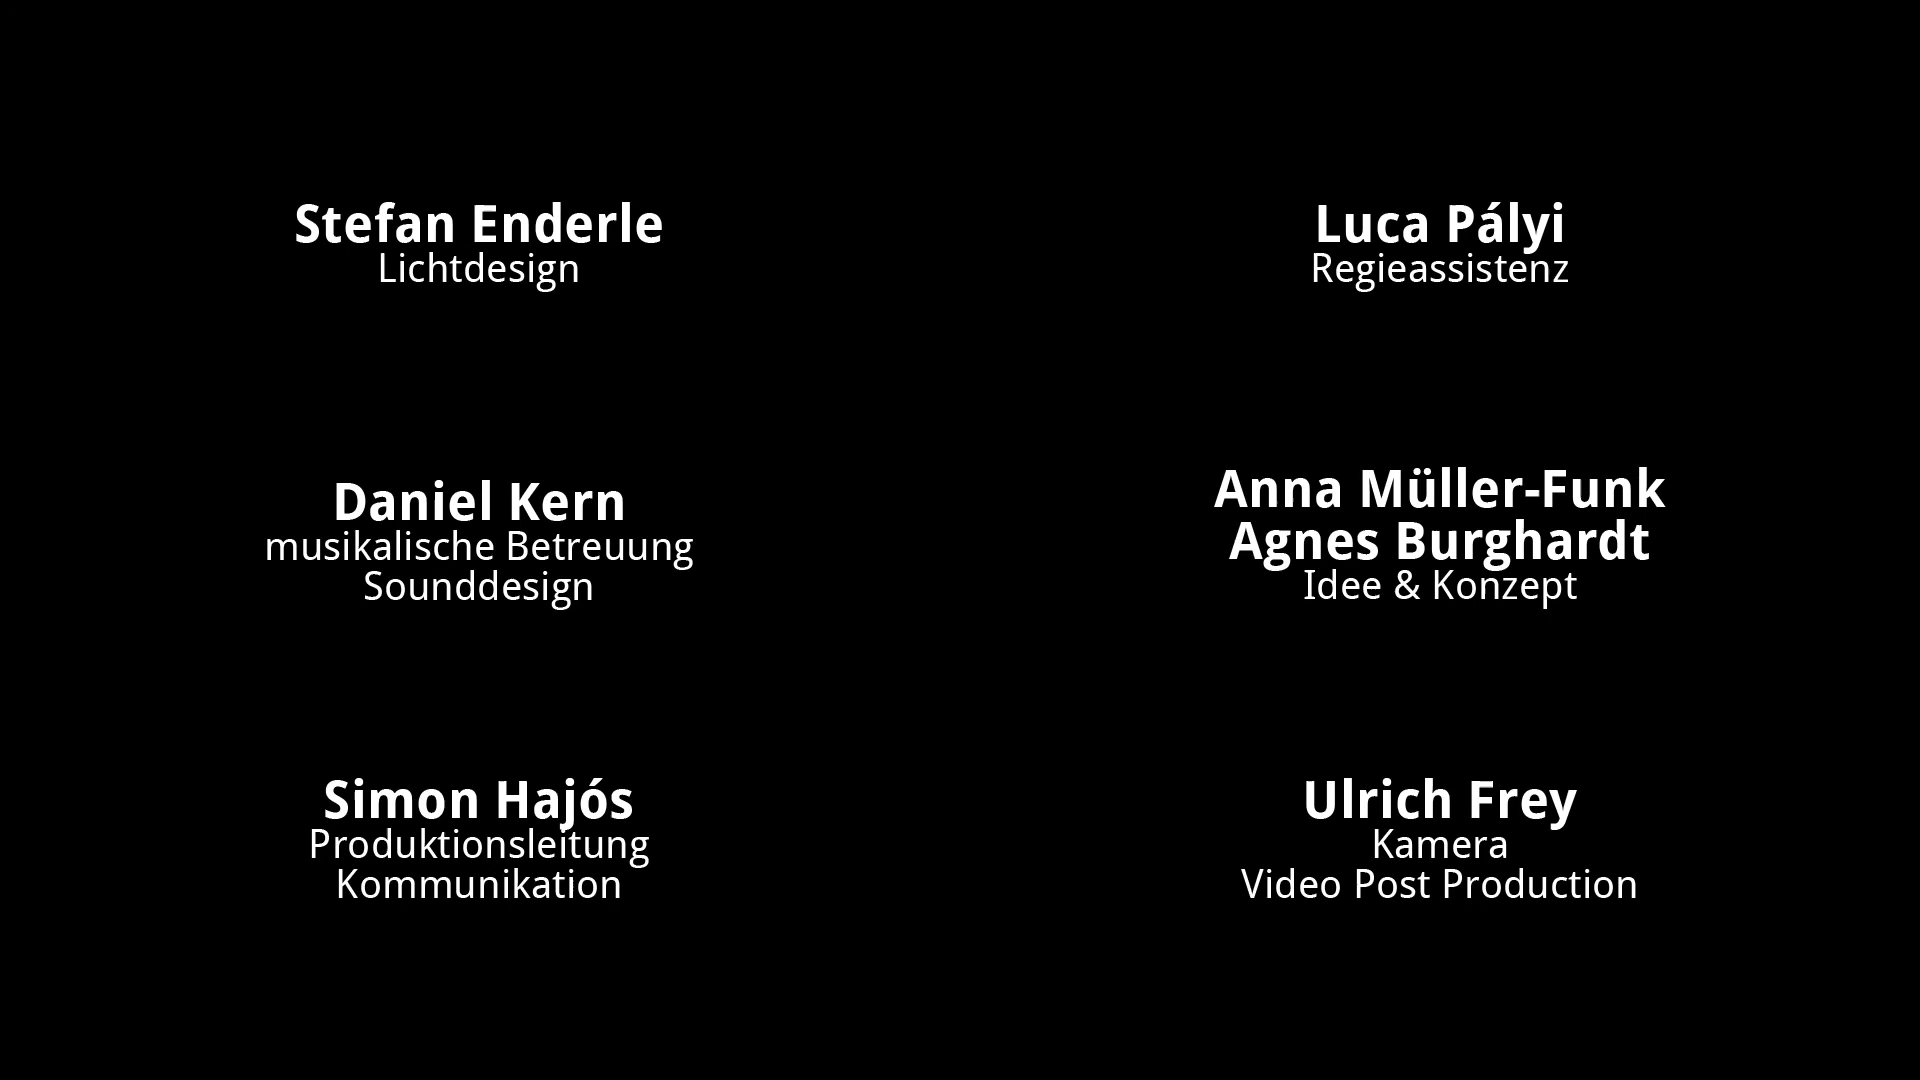 Stefan Enderle
Lichtdesign
Luca Pályi
Regieassistenz
Daniel Kern
musikalische Betreuung
Sounddesign
Anna Müller-Funk
Agnes Burghardt
Idee & Konzept
Simon Hajós
Produktionsleitung
Kommunikation
Ulrich Frey
Kamera
Video Post Production